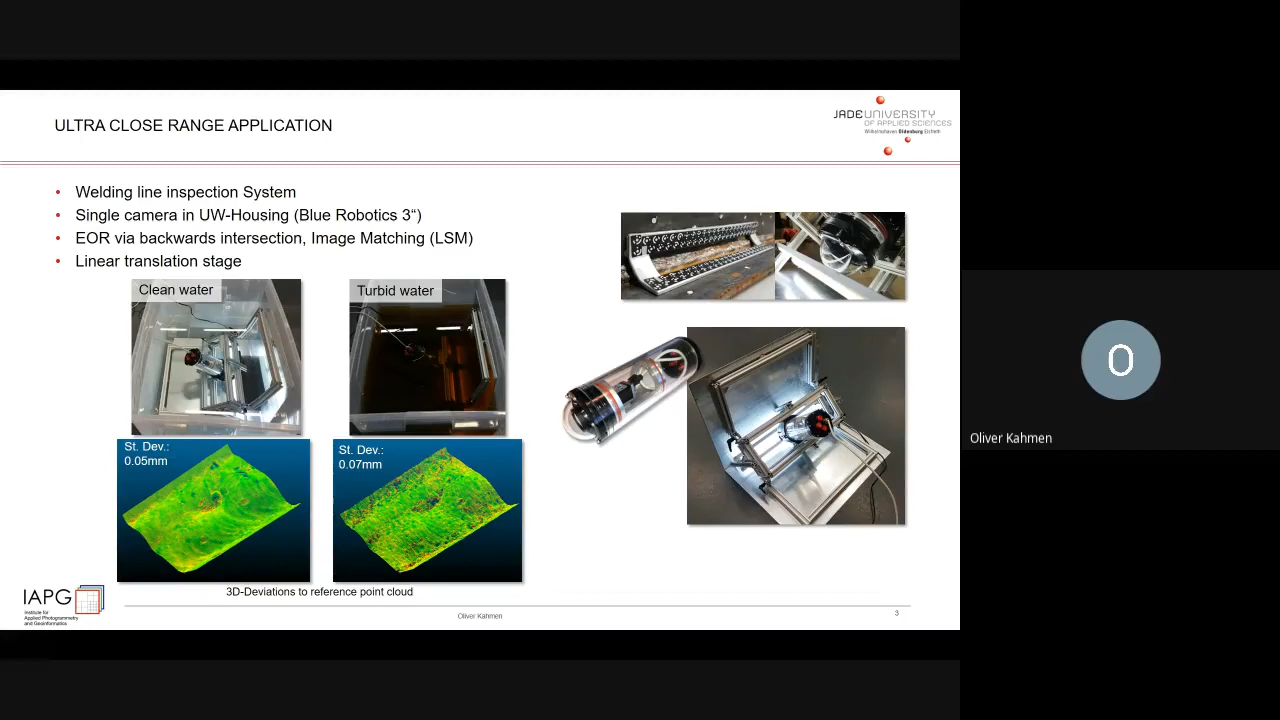 ULTRA CLOSE RANGE APPLICATION
JADEUNIVERSITY
OF APPLIED SCIENCES
Wilhelmshaven Oldenburg Elsfleth
• Welding line inspection System
• Single camera in UW-Housing (Blue Robotics 3“)
• EOR via backwards intersection, Image Matching (LSM)
• Linear translation stage
Clean water
Turbid water
St. Dev.:
0.05mm
St. Dev.:
0.07mm
3D-Deviations to reference point cloud
IAPG
Institute for
Applied Photogrammetry
and Geoinformatics
Oliver Kahmen
3
O
Oliver Kahmen